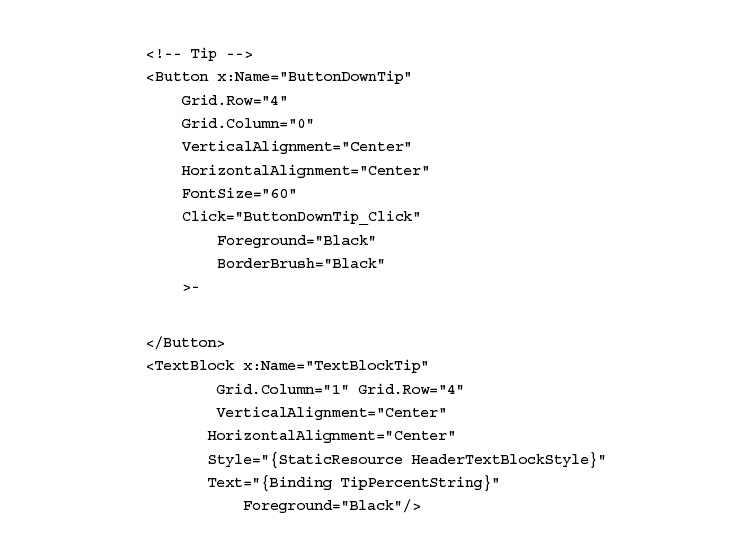 <!-- Tip -->
<Button x:Name="ButtonDownTip"
Grid.Row="4"
Grid.Column="0"
VerticalAlignment="Center"
HorizontalAlignment="Center"
FontSize="60"
Click="ButtonDownTip_Click"
Foreground="Black"
BorderBrush="Black"
>-
</Button>
<TextBlock x:Name="TextBlockTip"
Grid.Column="1" Grid.Row="4"
VerticalAlignment="Center"
HorizontalAlignment="Center"
Style="{StaticResource HeaderTextBlockStyle}"
Text="{Binding TipPercentString}"
Foreground="Black"/>